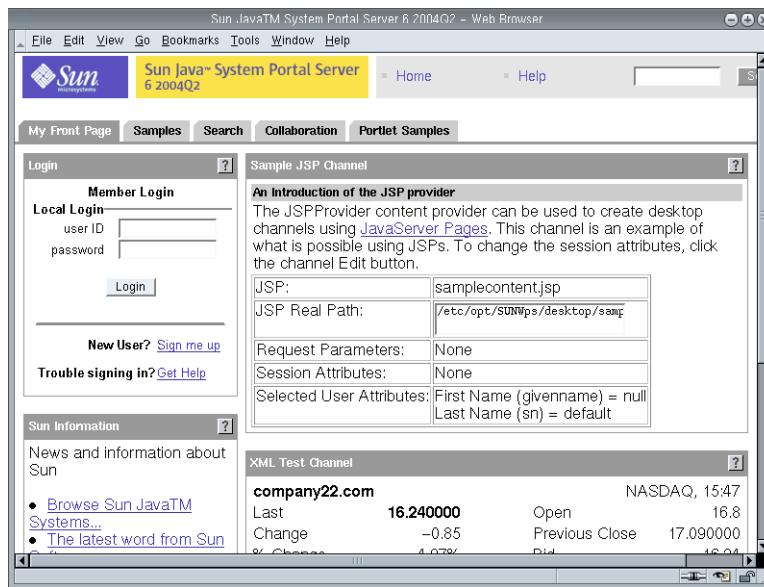 Sun JavaTM System Portal Server 6 2004Q2 - Web Browser
File Edit View Go Bookmarks Tools Window Help
Sun
microsystems
Sun Java™ System Portal Server
6 2004Q2
Home
Help
My Front Page
Samples
Search
Collaboration
Portlet Samples
Login ?
Member Login
Local Login
user ID
password
Login
New User? Sign me up
Trouble signing in? Get Help
Sun Information ?
News and information about
Sun
Browse Sun JavaTM
Systems...
The latest word from Sun
Sample JSP Channel ?
An Introduction of the JSP provider
The JSPProvider content provider can be used to create desktop
channels using JavaServer Pages. This channel is an example of
what is possible using JSPs. To change the session attributes, click
the channel Edit button.
JSP: samplecontent.jsp
JSP Real Path: /etc/opt/SUNWps/desktop/samp
Request Parameters: None
Session Attributes: None
Selected User Attributes: First Name (givenname) = null
Last Name (sn) = default
XML Test Channel ?
company22.com NASDAQ, 15:47
Last 16.240000 Open 16.8
Change -0.85 Previous Close 17.090000